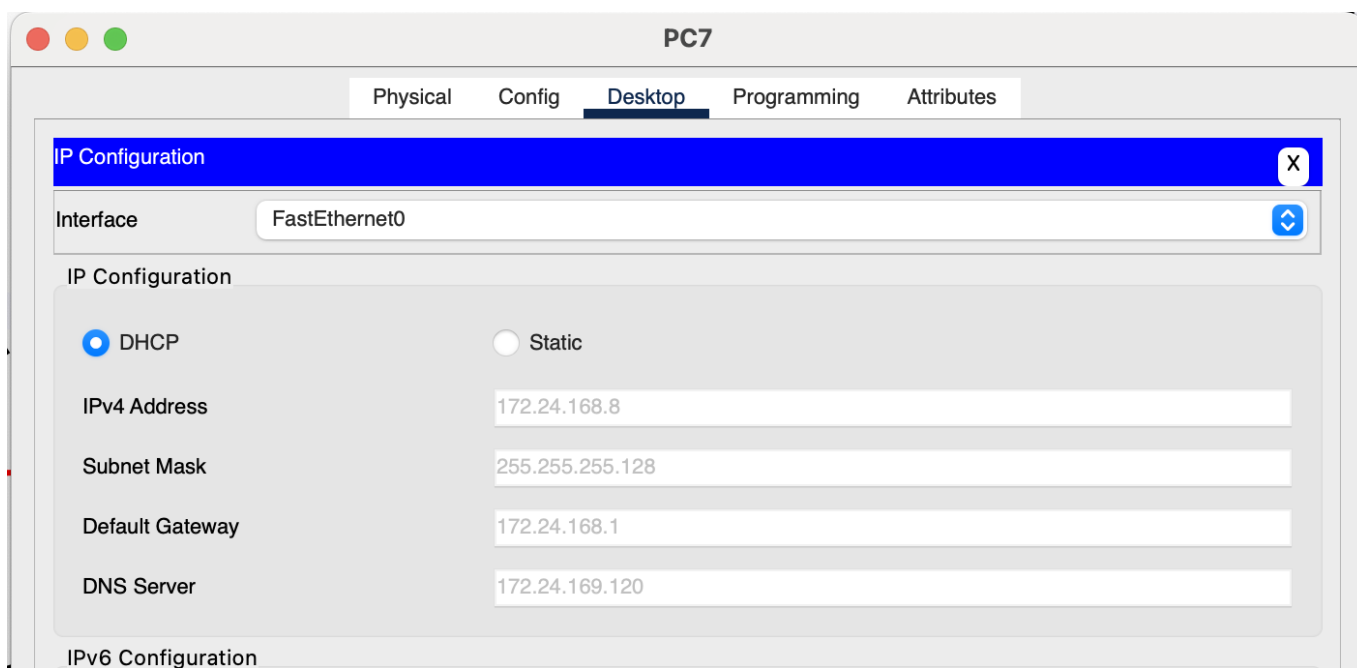 PC7
Physical Config Desktop Programming Attributes
IP Configuration
X
Interface FastEthernet0
IP Configuration
DHCP Static
IPv4 Address 172.24.168.8
Subnet Mask 255.255.255.128
Default Gateway 172.24.168.1
DNS Server 172.24.169.120
IPv6 Configuration